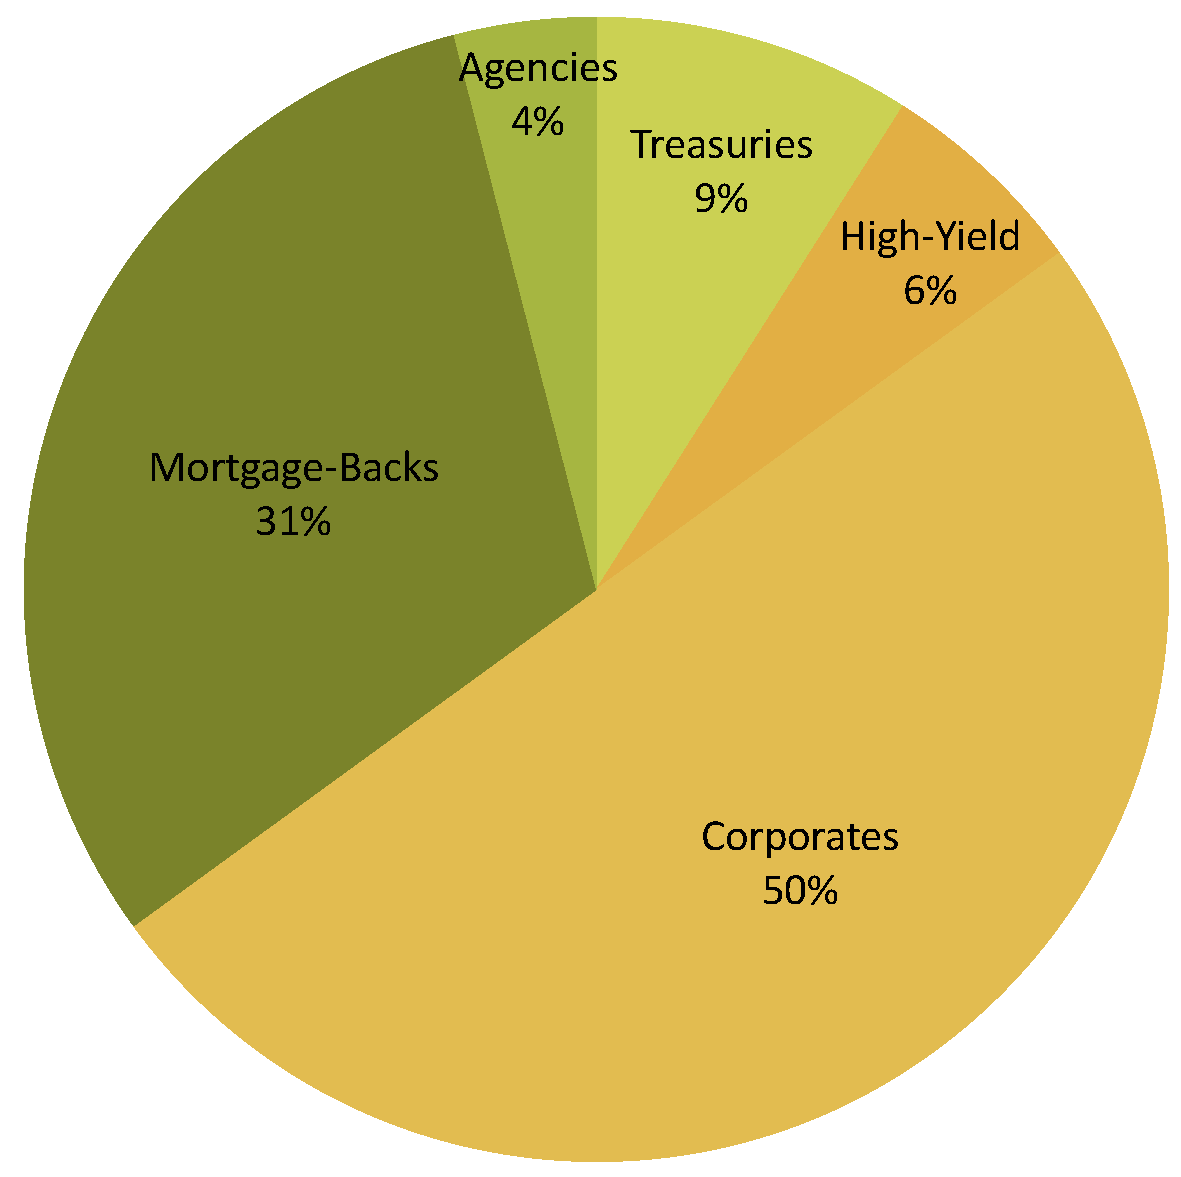 Agencies
4%
Treasuries
9%
High-Yield
6%
Mortgage-Backs
31%
Corporates
50%